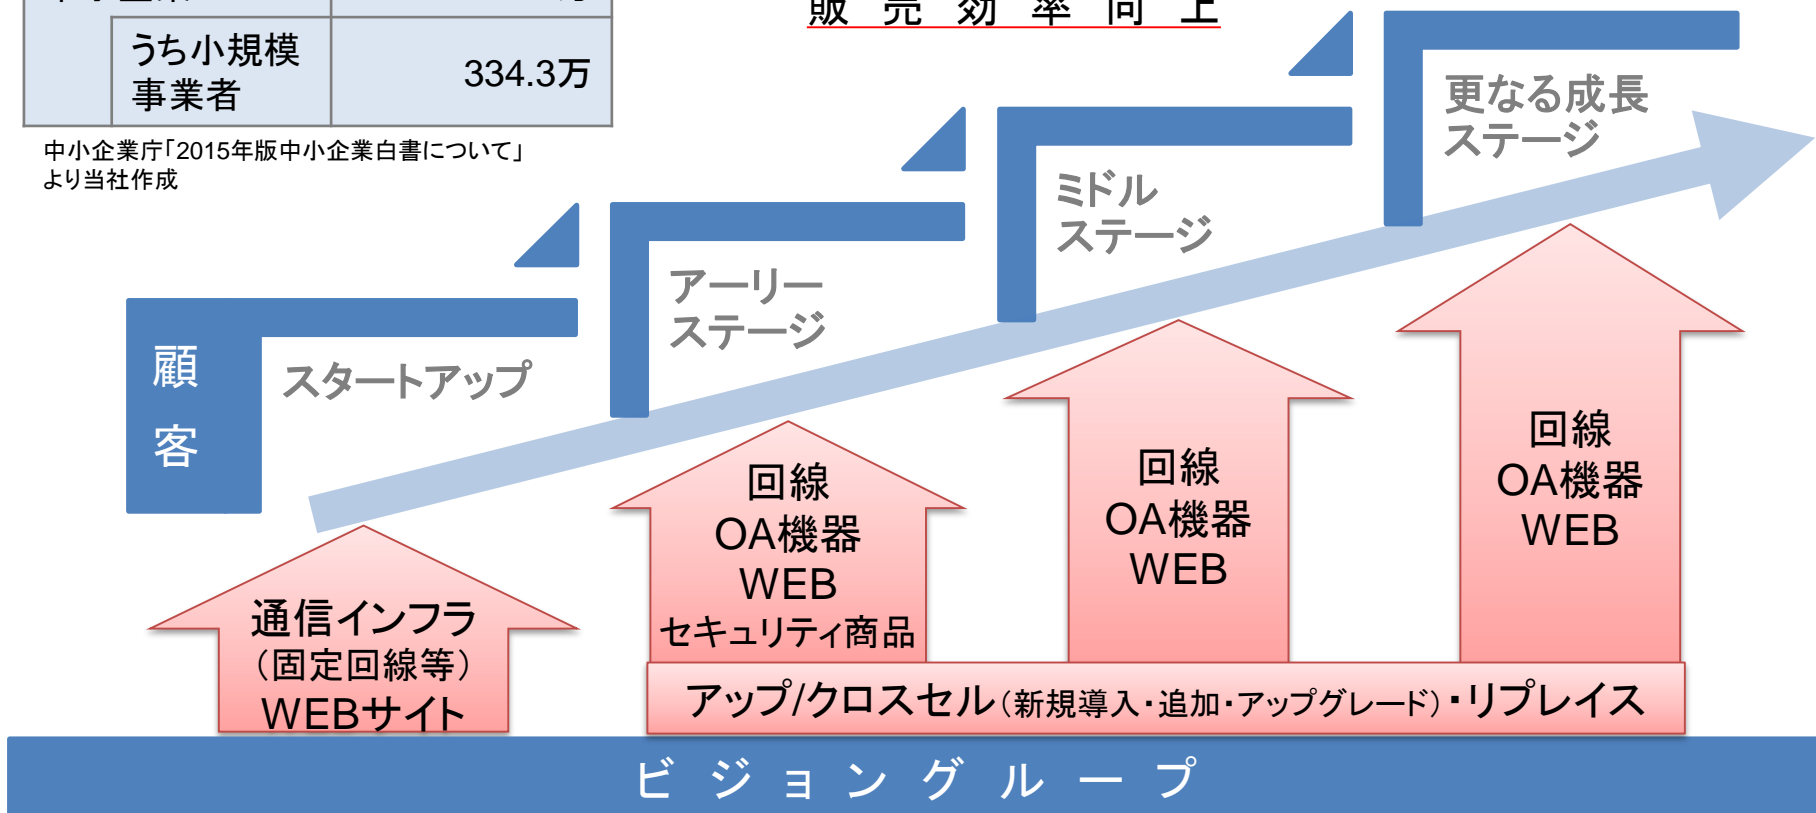 販売効率向上
うち小規模
事業者
334.3万
中小企業庁「2015年版中小企業白書について」
より当社作成
更なる成長
ステージ
ミドル
ステージ
アーリー
ステージ
スタートアップ
顧
客
回線
OA機器
WEB
回線
OA機器
WEB
回線
OA機器
WEB
セキュリティ商品
通信インフラ
（固定回線等）
WEBサイト
アップ/クロスセル（新規導入・追加・アップグレード）・リプレイス
ビジョングループ